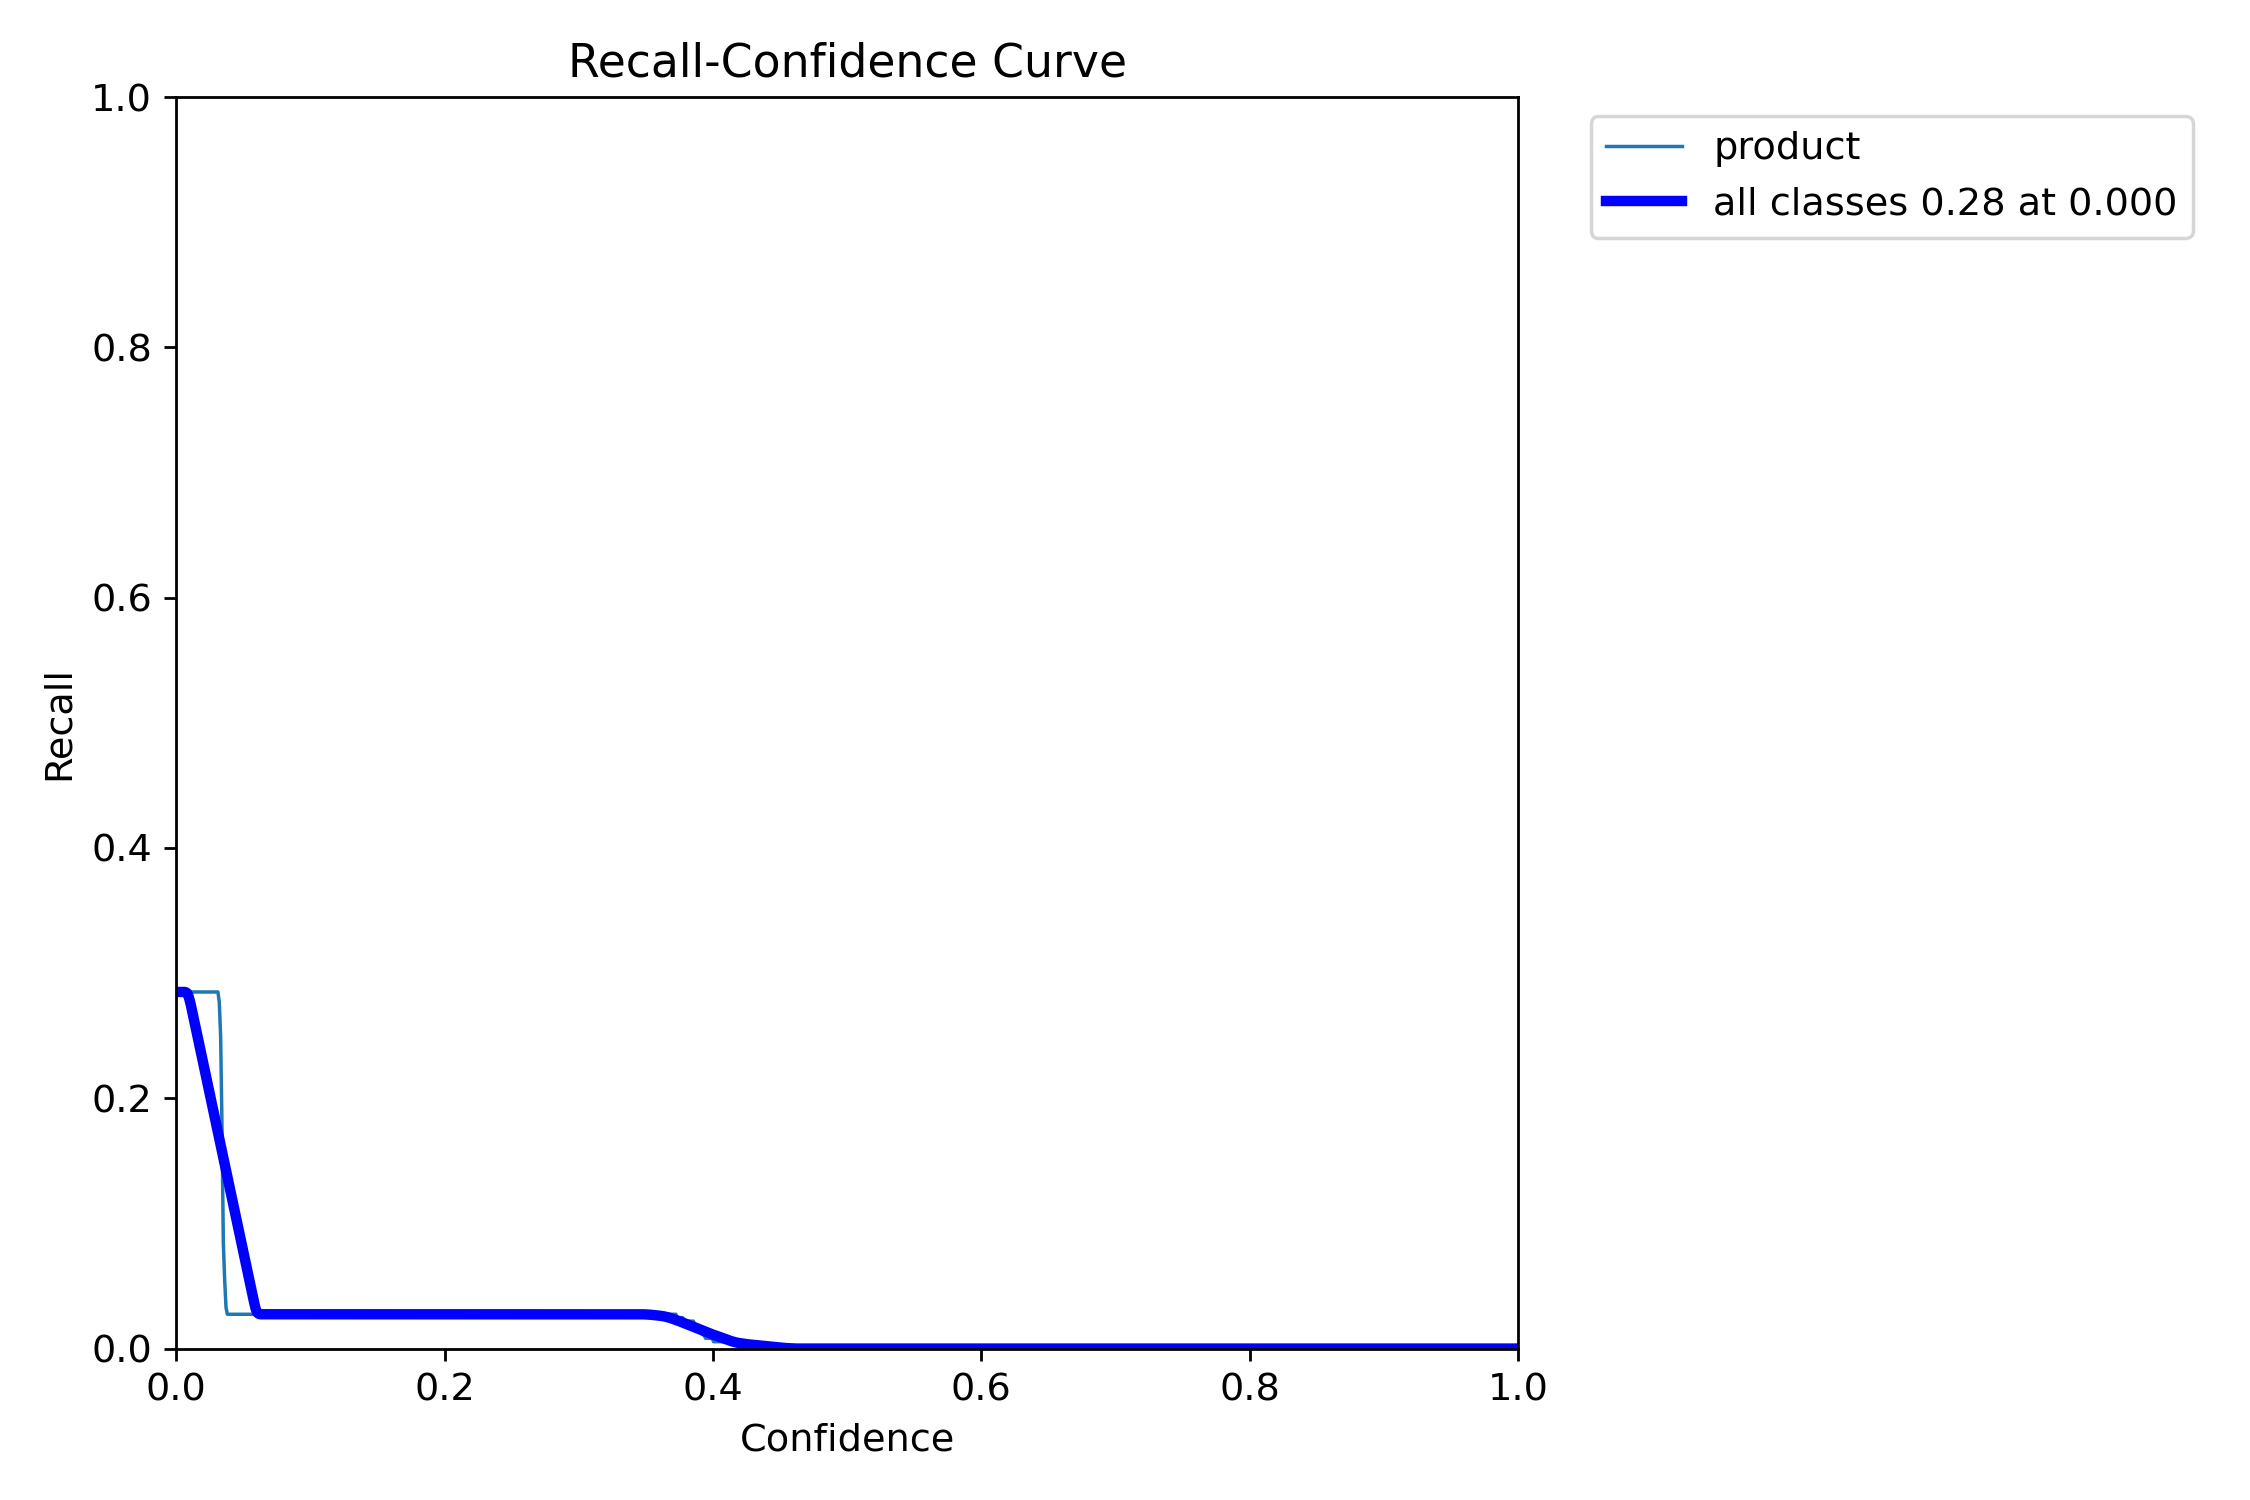 Recall-Confidence Curve
1.0
0.8
0.6
0.4
0.2
0.0
Recall
0.0 0.2 0.4 0.6 0.8 1.0
Confidence
product
all classes 0.28 at 0.000